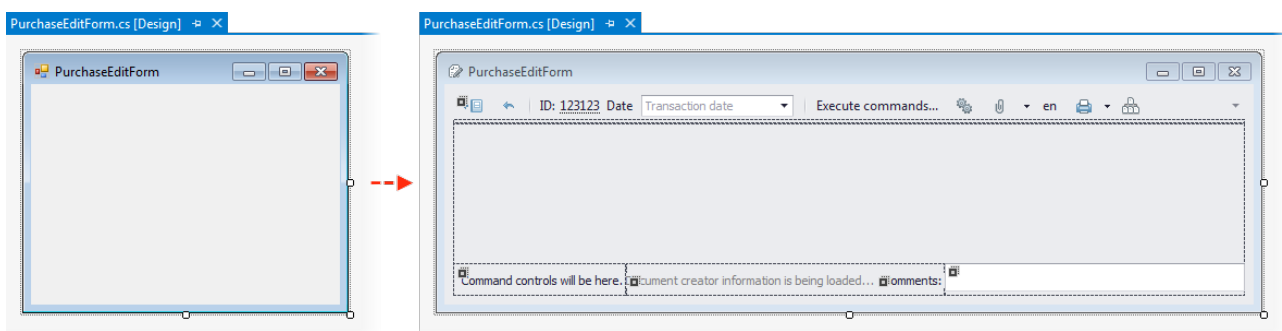 PurchaseEditForm.cs [Design]
PurchaseEditForm
PurchaseEditForm.cs [Design]
PurchaseEditForm
ID: 123123 Date Transaction date Execute commands... en
Command controls will be here. cument creator information is being loaded... omments: